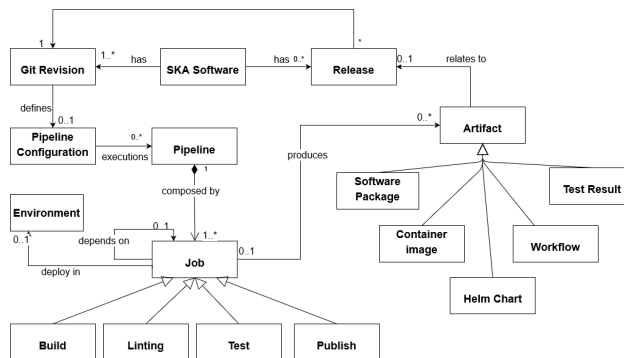 1
1..*
has
has 0..*
*
0..1
relates to
Git Revision
SKA Software
Release
defines
0..1
0..*
0..*
Artifact
Pipeline
Configuration
executions
Pipeline
1
produces
composed by
Software
Package
Test Result
Environment
0..1
depends on
0..1
1..*
0..1
Container
image
Workflow
deploy in
Job
Helm Chart
Build
Linting
Test
Publish